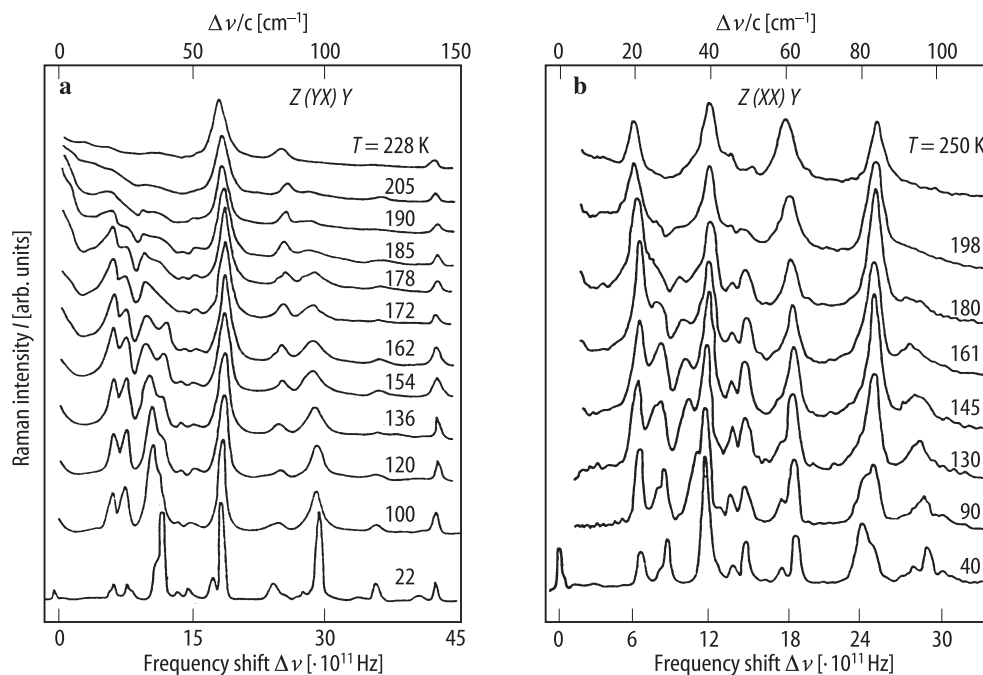 Δν/c [cm⁻¹]
0 50 100 150
a
Z (YX) Y
T = 228 K
205
190
185
178
172
162
154
136
120
100
22
0 15 30 45
Frequency shift Δν [· 10¹¹ Hz]
Raman intensity I [arb. units]
Δν/c [cm⁻¹]
0 20 40 60 80 100
b
Z (XX) Y
T = 250 K
198
180
161
145
130
90
40
0 6 12 18 24 30
Frequency shift Δν [· 10¹¹ Hz]